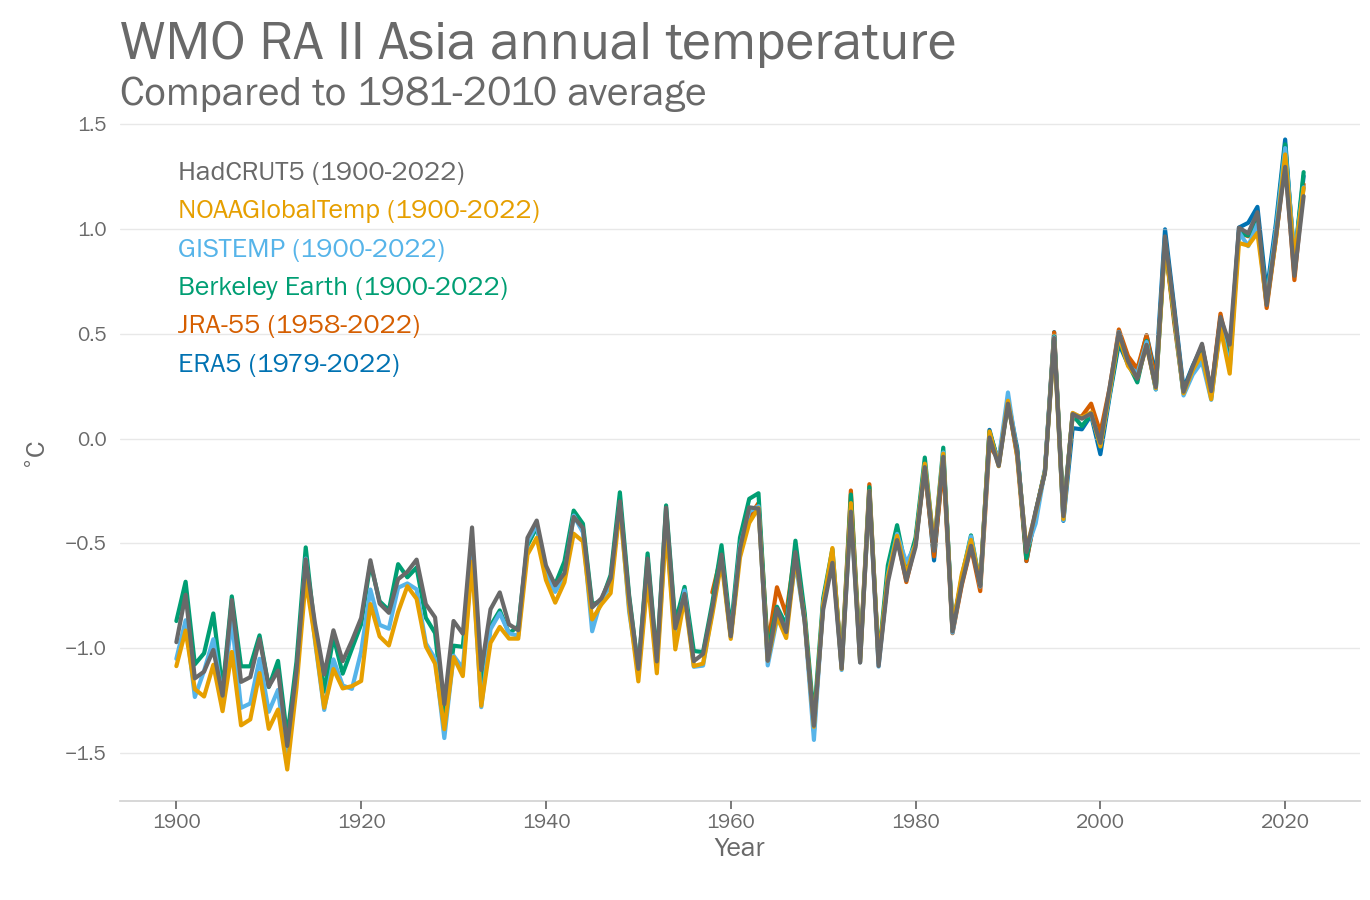 WMO RA II Asia annual temperature
Compared to 1981-2010 average
1.5
HadCRUT5 (1900-2022)
NOAAGlobalTemp (1900-2022)
1.0
GISTEMP (1900-2022)
Berkeley Earth (1900-2022)
JRA-55 (1958-2022)
0.5
ERA5 (1979-2022)
0.0
°C
−0.5
−1.0
−1.5
1900 1920 1940 1960 1980 2000 2020
Year